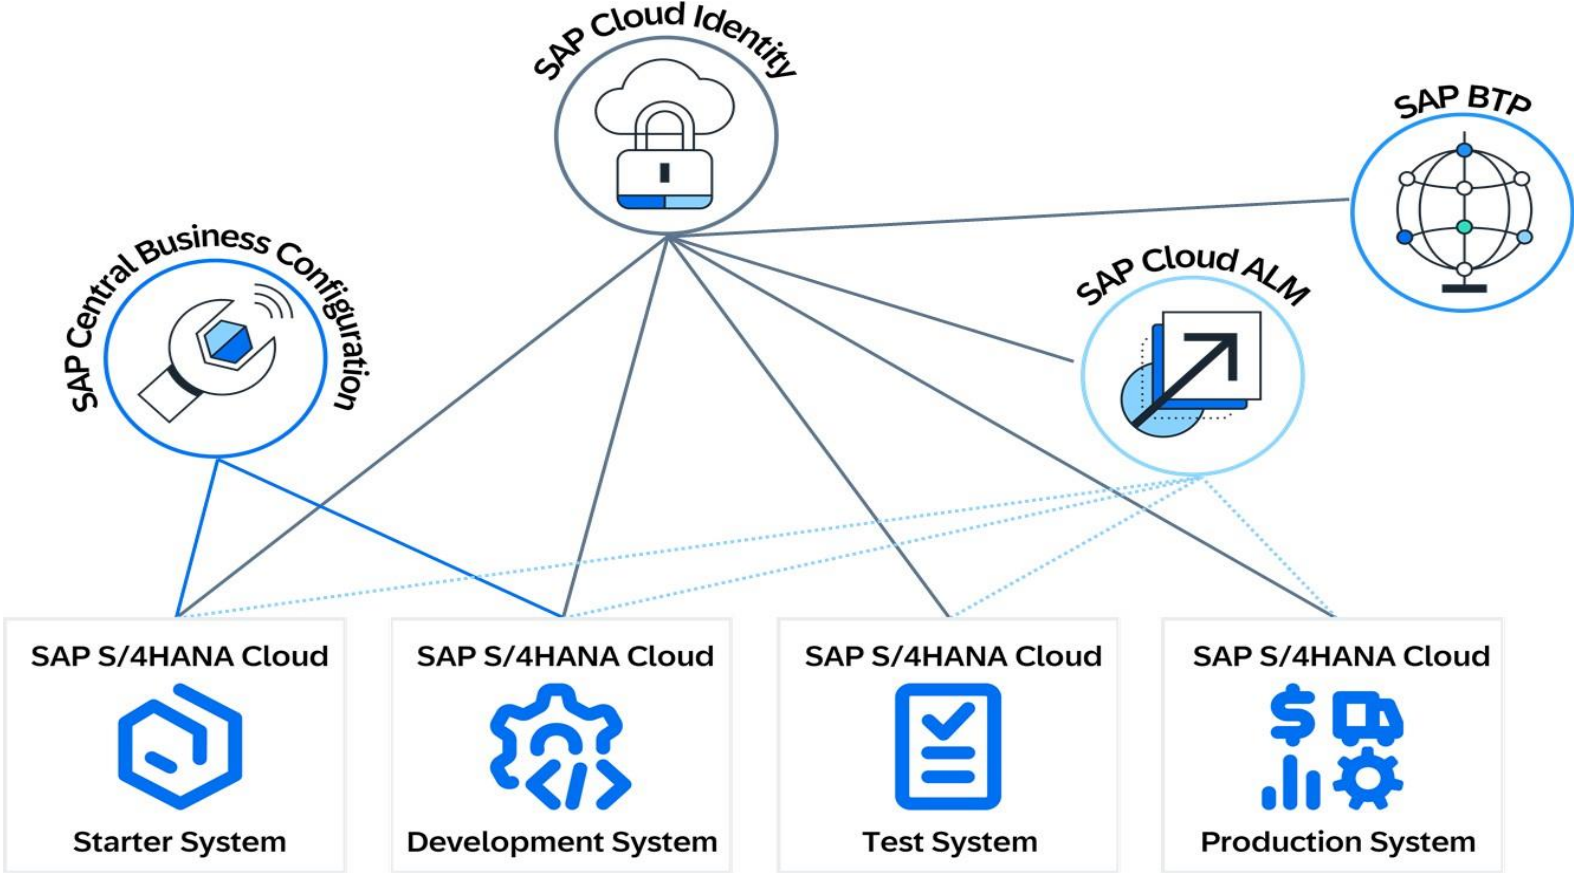 SAP Cloud Identity
SAP BTP
SAP Central Business Configuration
SAP Cloud ALM
SAP S/4HANA Cloud
Starter System
SAP S/4HANA Cloud
Development System
SAP S/4HANA Cloud
Test System
SAP S/4HANA Cloud
Production System